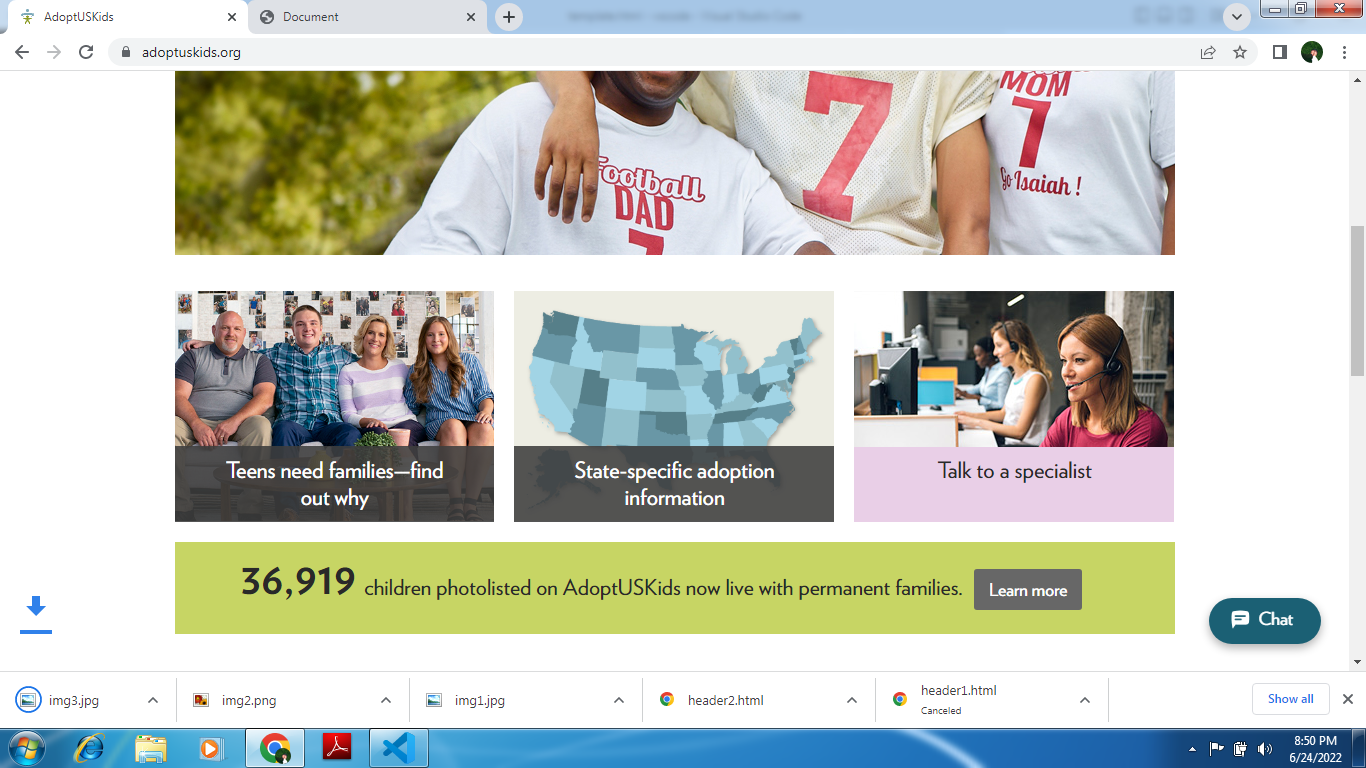 AdoptUSKids
Document
adoptuskids.org
MOM
7
7
Go Isaiah !
Football
DAD
7
Teens need families—find
out why
State-specific adoption
information
Talk to a specialist
36,919 children photolisted on AdoptUSKids now live with permanent families. Learn more
Chat
img3.jpg
img2.png
img1.jpg
header2.html
header1.html
Canceled
Show all
8:50 PM
6/24/2022